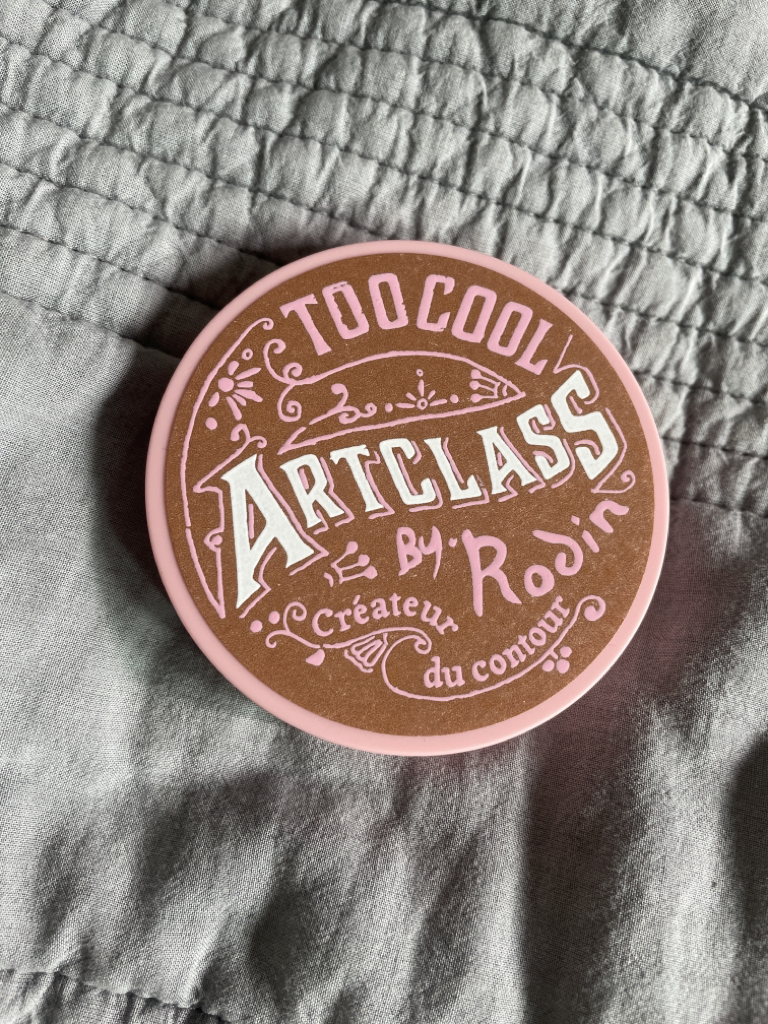 TOO COOL
ARTCLASS
By. Rodin
Créateur
du contour